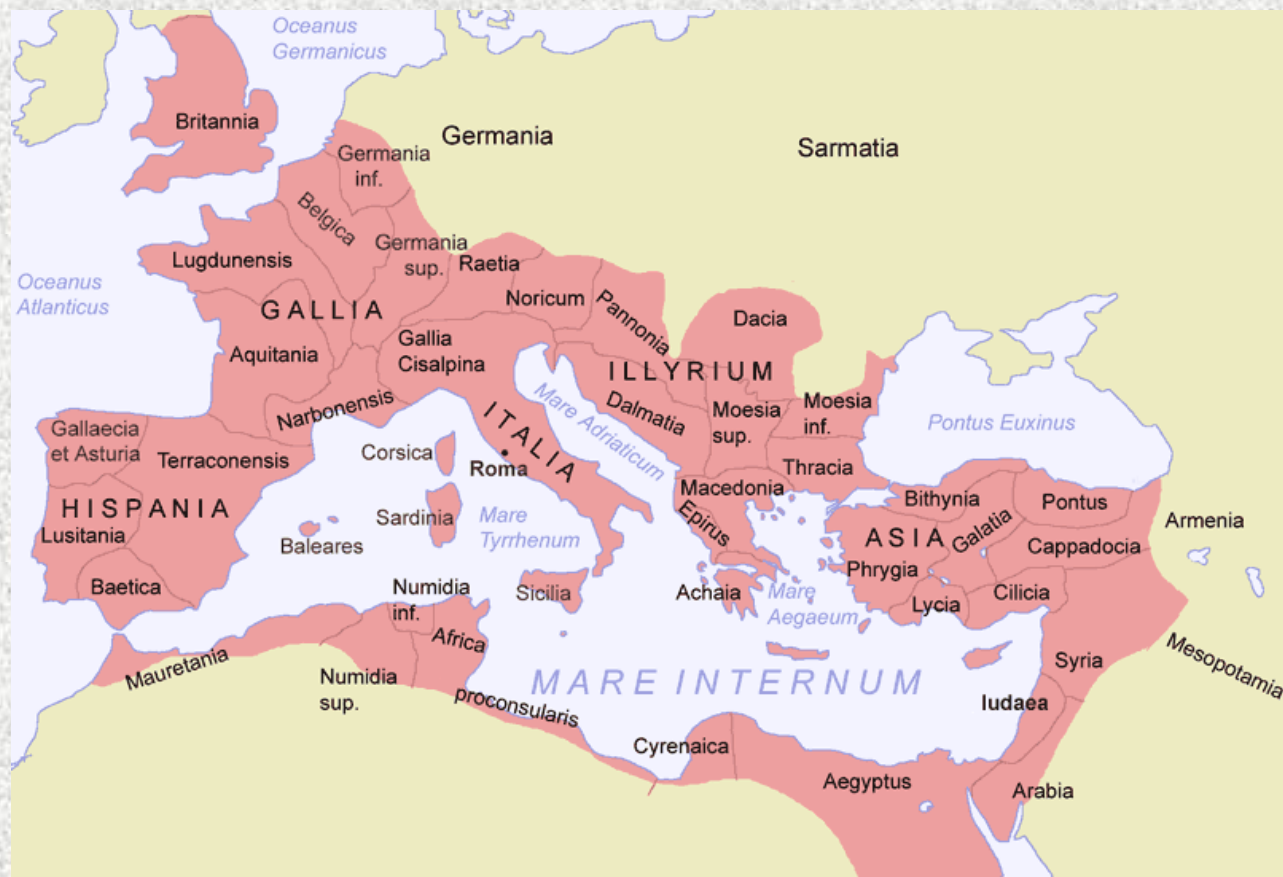 Oceanus
Germanicus
Britannia
Germania
Sarmatia
Germania
inf.
Belgica
Germania
sup.
Lugdunensis
Raetia
Oceanus
Atlanticus
Noricum
Pannonia
GALLIA
Dacia
Gallia
Cisalpina
Aquitania
ILLYRIUM
Narbonensis
Mare Adriaticum
Dalmatia
Moesia
sup.
Moesia
inf.
Pontus Euxinus
Gallaecia
et Asturia
Terraconensis
Corsica
ITALIA
Roma
Thracia
HISPANIA
Lusitania
Sardinia
Mare
Tyrrhenum
Macedonia
Epirus
Bithynia
Pontus
Galatia
ASIA
Armenia
Cappadocia
Baleares
Baetica
Phrygia
Numidia
inf.
Sicilia
Achaia
Mare
Aegaeum
Lycia
Cilicia
Africa
proconsularis
Mauretania
Numidia
sup.
MARE INTERNUM
Syria
Mesopotamia
Iudaea
Cyrenaica
Aegyptus
Arabia